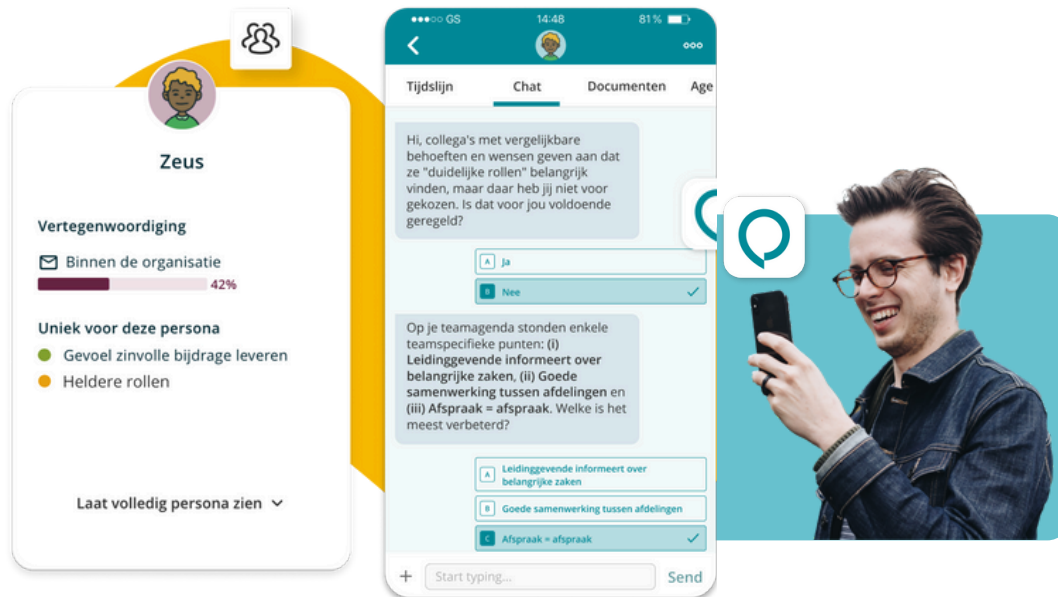 Zeus
Vertegenwoordiging
Binnen de organisatie
42%
Uniek voor deze persona
Gevoel zinvolle bijdrage leveren
Heldere rollen
Laat volledig persona zien
GS
14:48
81%
Tijdslijn
Chat
Documenten
Age
Hi, collega's met vergelijkbare
behoeften en wensen geven aan dat
ze "duidelijke rollen" belangrijk
vinden, maar daar heb jij niet voor
gekozen. Is dat voor jou voldoende
geregeld?
A Ja
B Nee
Op je teamagenda stonden enkele
teamspecifieke punten: (i)
Leidinggevende informeert over
belangrijke zaken, (ii) Goede
samenwerking tussen afdelingen en
(iii) Afspraak = afspraak. Welke is het
meest verbeterd?
A Leidinggevende informeert over
belangrijke zaken
B Goede samenwerking tussen afdelingen
C Afspraak = afspraak
+ Start typing...
Send